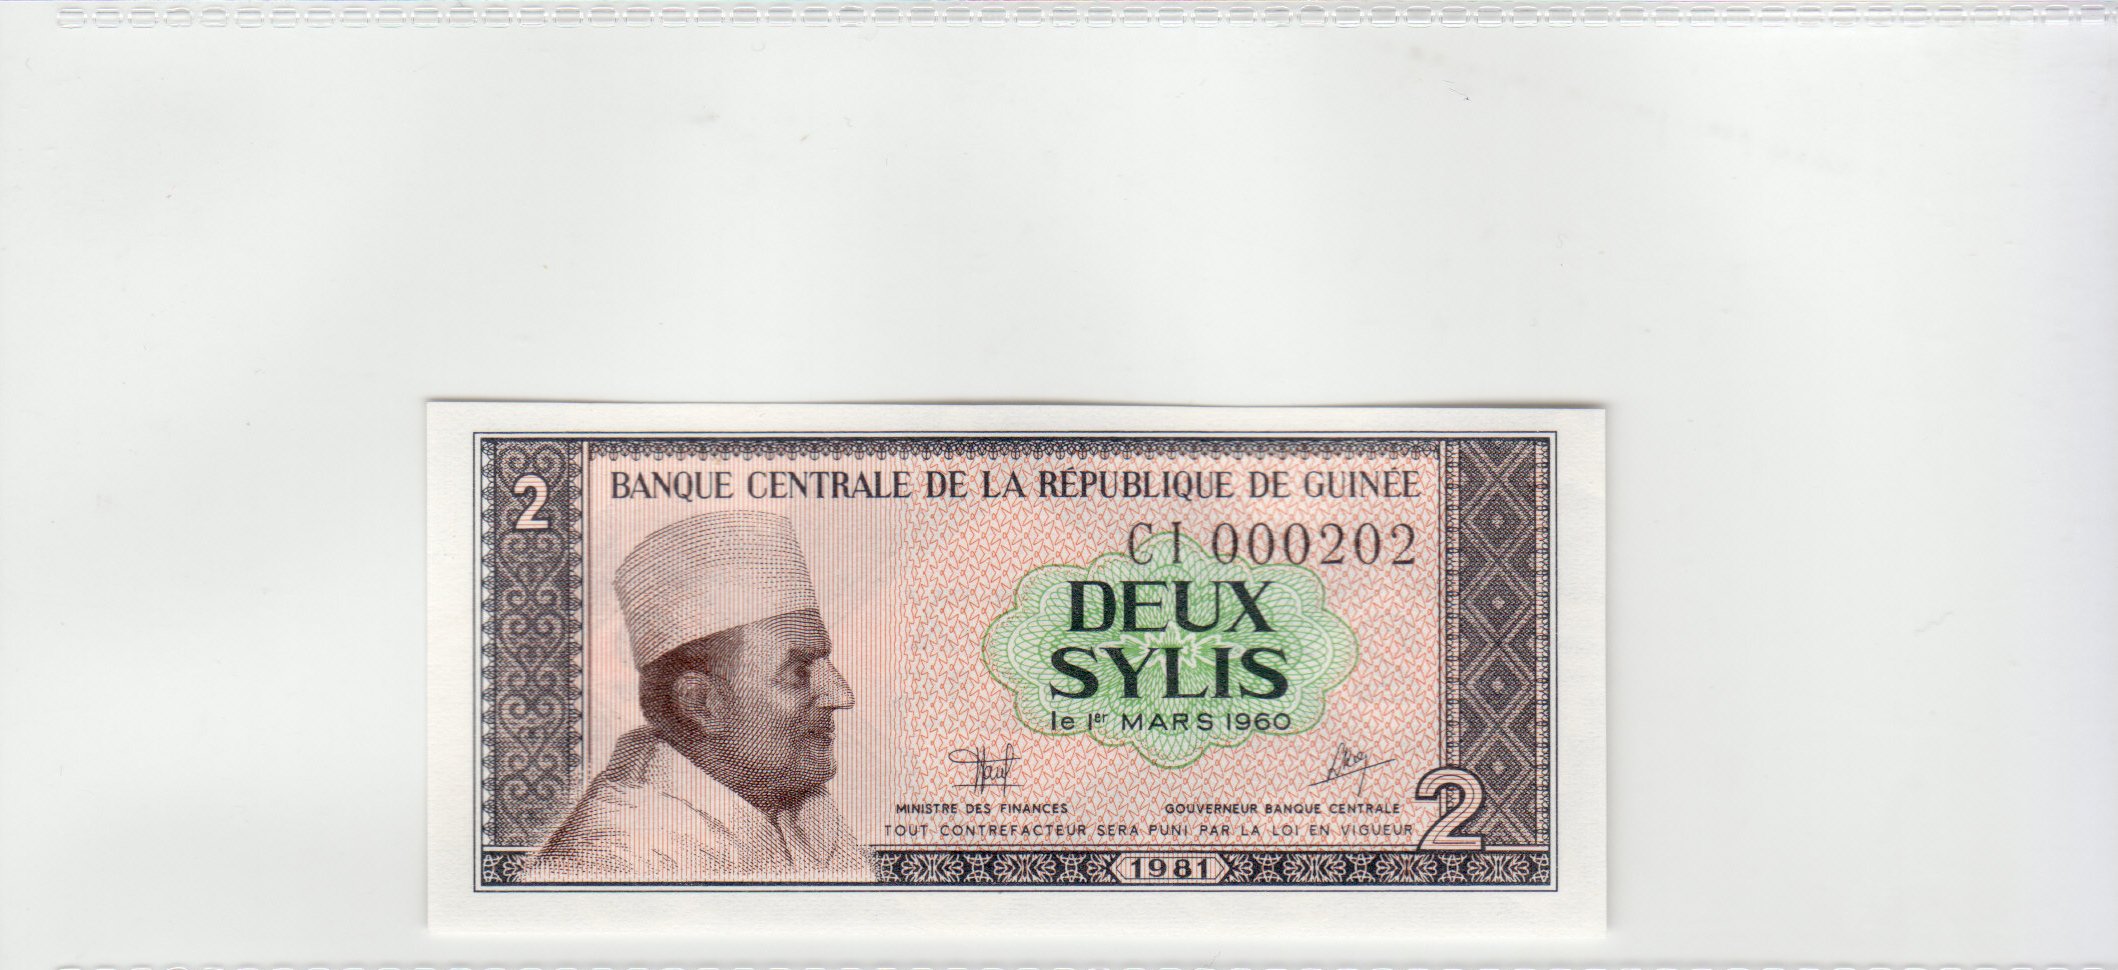 2
BANQUE CENTRALE DE LA RÉPUBLIQUE DE GUINÉE
CI 000202
DEUX
SYLIS
le 1er MARS 1960
MINISTRE DES FINANCES
GOUVERNEUR BANQUE CENTRALE
TOUT CONTREFACTEUR SERA PUNI PAR LA LOI EN VIGUEUR
2
1981